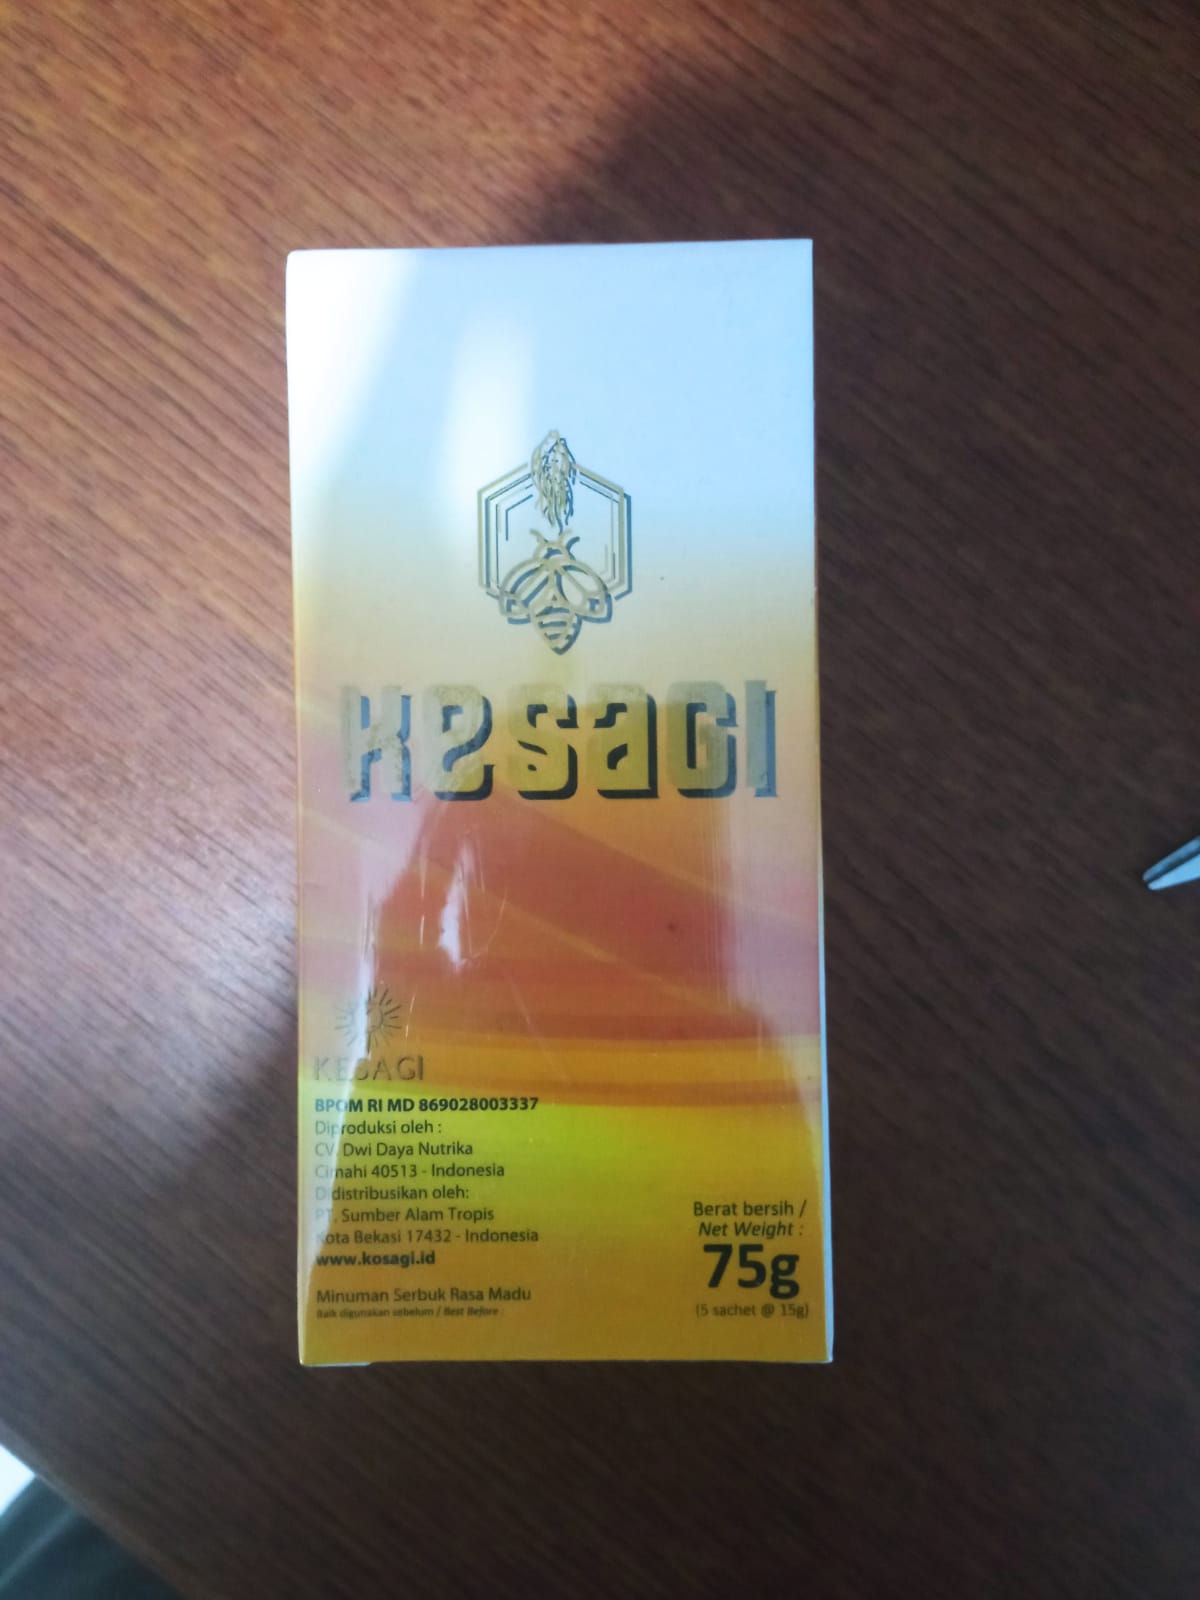 KesaGI
KESAGI
BPOM RI MD 869028003337
Diproduksi oleh :
CV. Dwi Daya Nutrika
Cimahi 40513 - Indonesia
Didistribusikan oleh:
PT. Sumber Alam Tropis
Kota Bekasi 17432 - Indonesia
www.kosagi.id
Minuman Serbuk Rasa Madu
Baik digunakan sebelum / Best Before :
Berat bersih /
Net Weight :
75g
(5 sachet @ 15g)